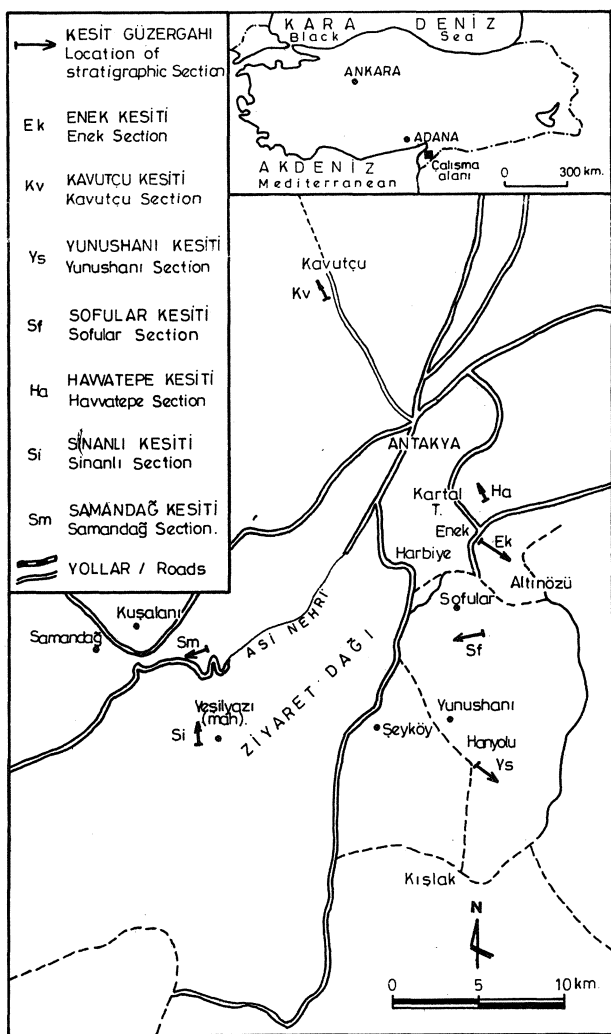 KESİT GÜZERGAHI
Location of
stratigraphic Section
Ek
ENEK KESİTİ
Enek Section
Kv
KAVUTÇU KESİTİ
Kavutçu Section
Ys
YUNUSHANI KESİTİ
Yunushanı Section
Sf
SOFULAR KESİTİ
Sofular Section
Ha
HAVVATEPE KESİTİ
Havvatepe Section
Si
SİNANLI KESİTİ
Sinanlı Section
Sm
SAMANDAĞ KESİTİ
Samandağ Section.
YOLLAR / Roads
KARA DENİZ
Black Sea
ANKARA
ADANA
AKDENİZ
Mediterranean
Çalışma
alanı
0 300 km.
Kavutçu
Kv
ANTAKYA
Kartal
T.
Ha
Enek
Ek
Harbiye
Altınözü
Sofular
Kuşalanı
Samandağ
Sm
ASİ NEHRİ
Sf
ZİYARET DAĞI
Yeşilyazı
(mah).
Si
Yunushanı
Şeyköy
Hanyolu
Ys
Kışlak
N
0 5 10 km.